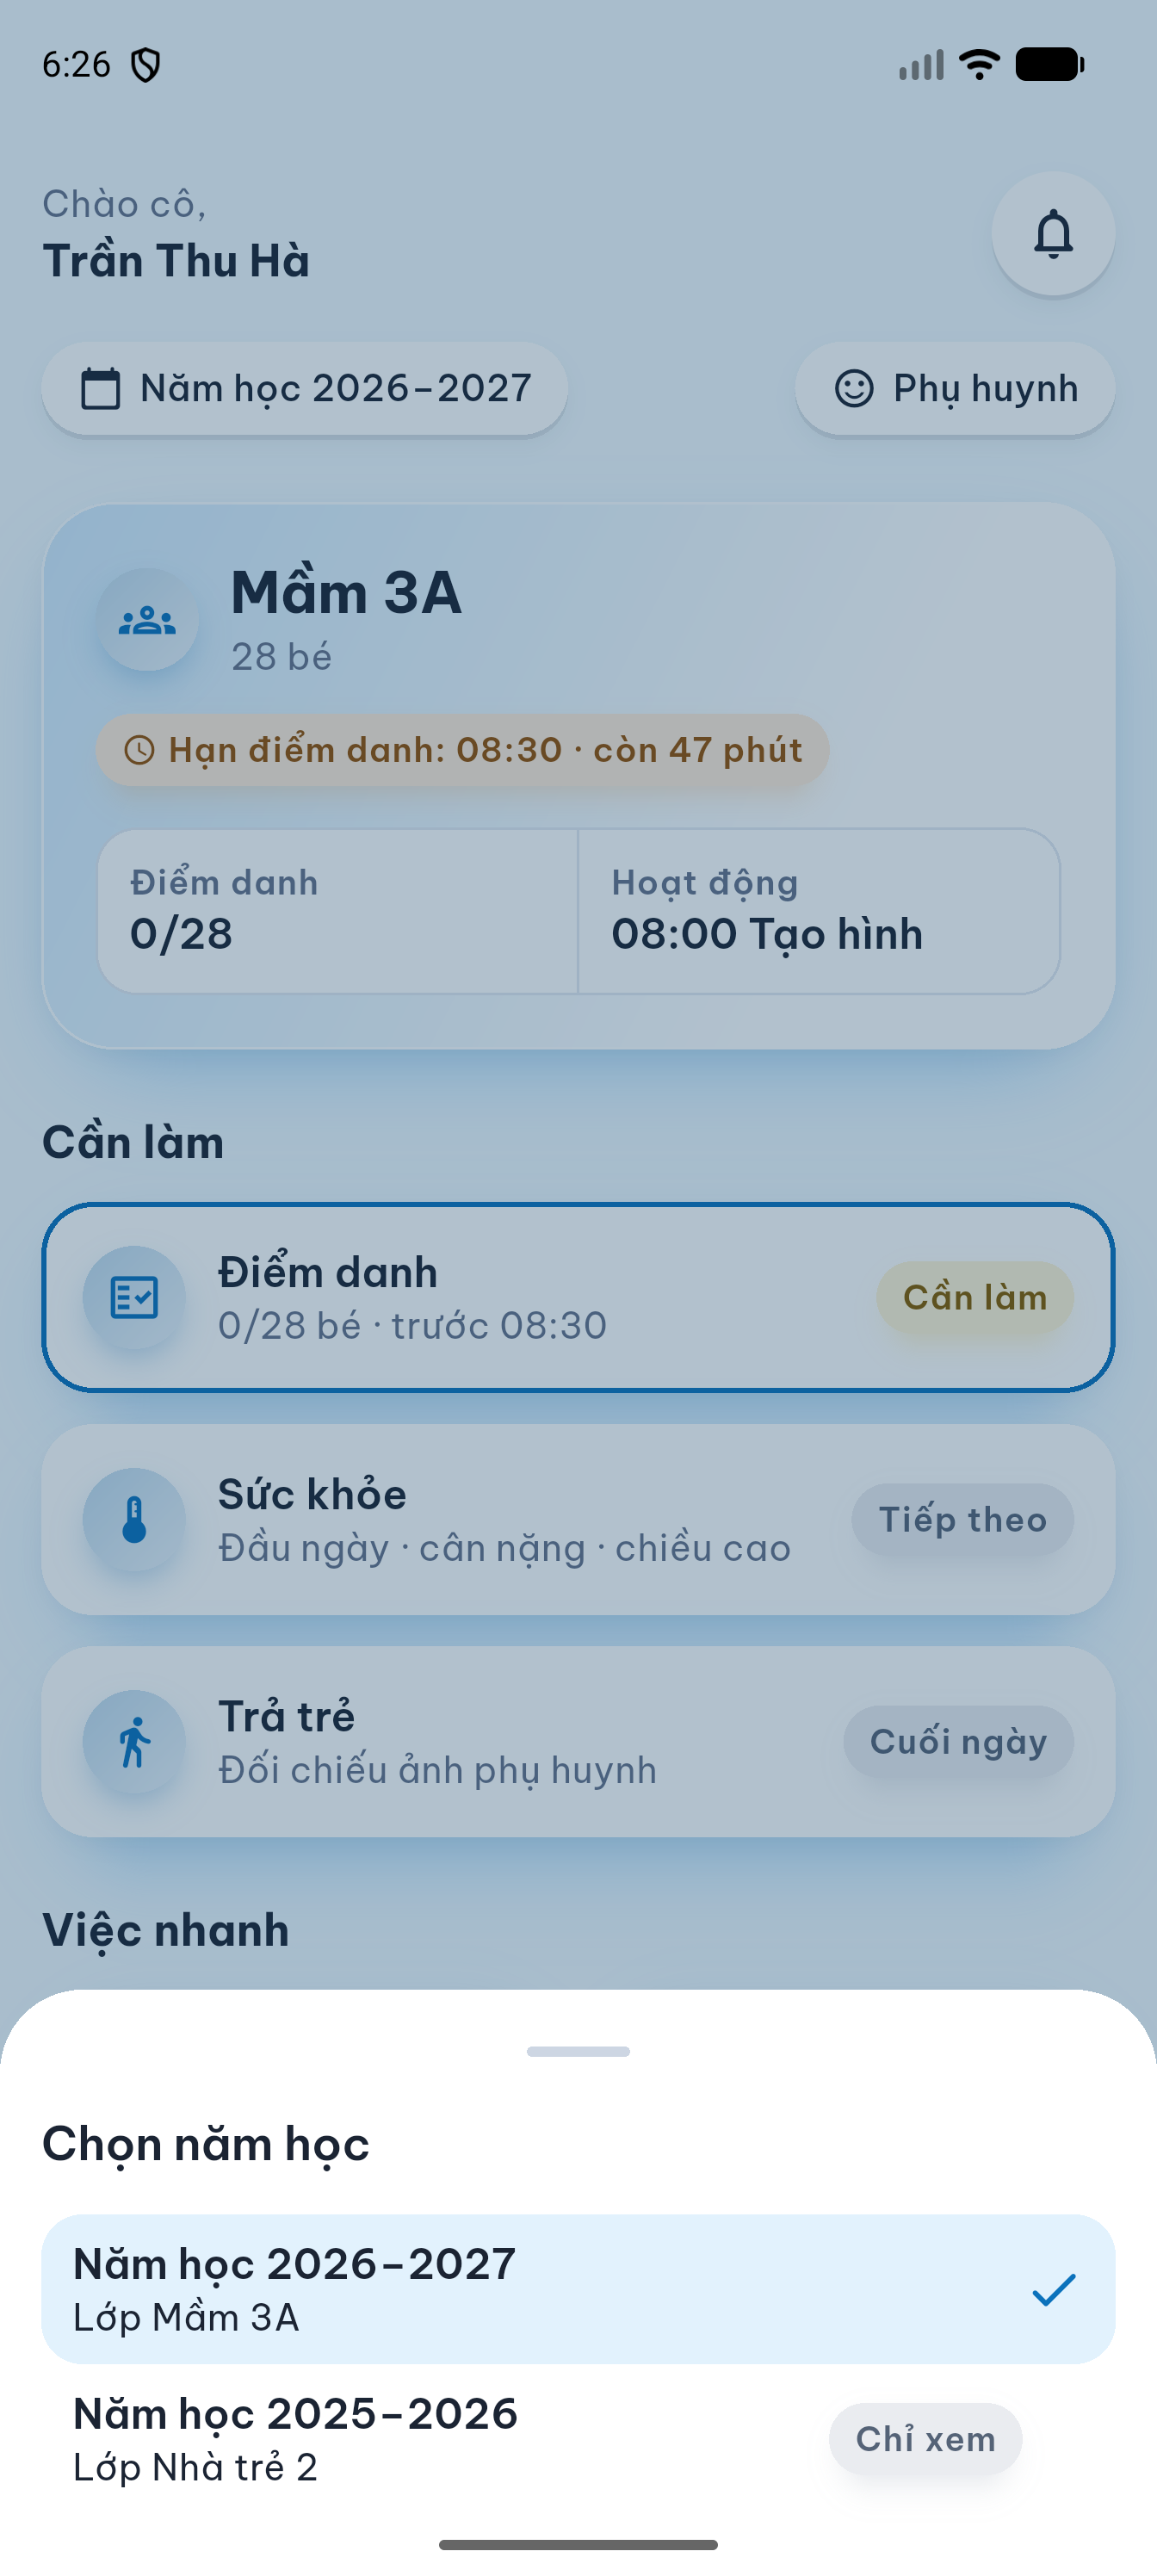 6:26
Chào cô,
Trần Thu Hà
Năm học 2026–2027
Phụ huynh
Mầm 3A
28 bé
Hạn điểm danh: 08:30 · còn 47 phút
Điểm danh
0/28
Hoạt động
08:00 Tạo hình
Cần làm
Điểm danh
0/28 bé · trước 08:30
Cần làm
Sức khỏe
Đầu ngày · cân nặng · chiều cao
Tiếp theo
Trả trẻ
Đối chiếu ảnh phụ huynh
Cuối ngày
Việc nhanh
Chọn năm học
Năm học 2026–2027
Lớp Mầm 3A
Năm học 2025–2026
Lớp Nhà trẻ 2
Chỉ xem